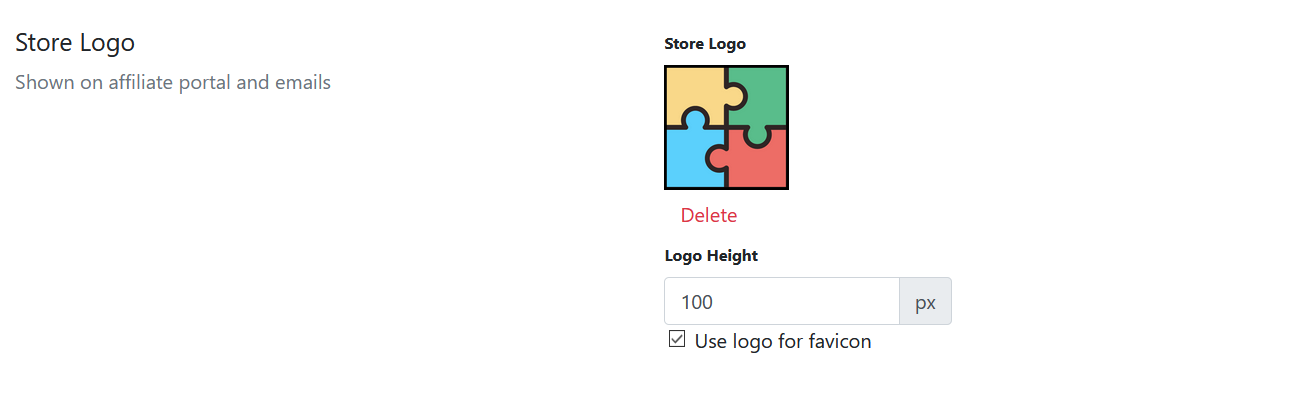 Store Logo
Shown on affiliate portal and emails
Store Logo
Delete
Logo Height
100 px
Use logo for favicon